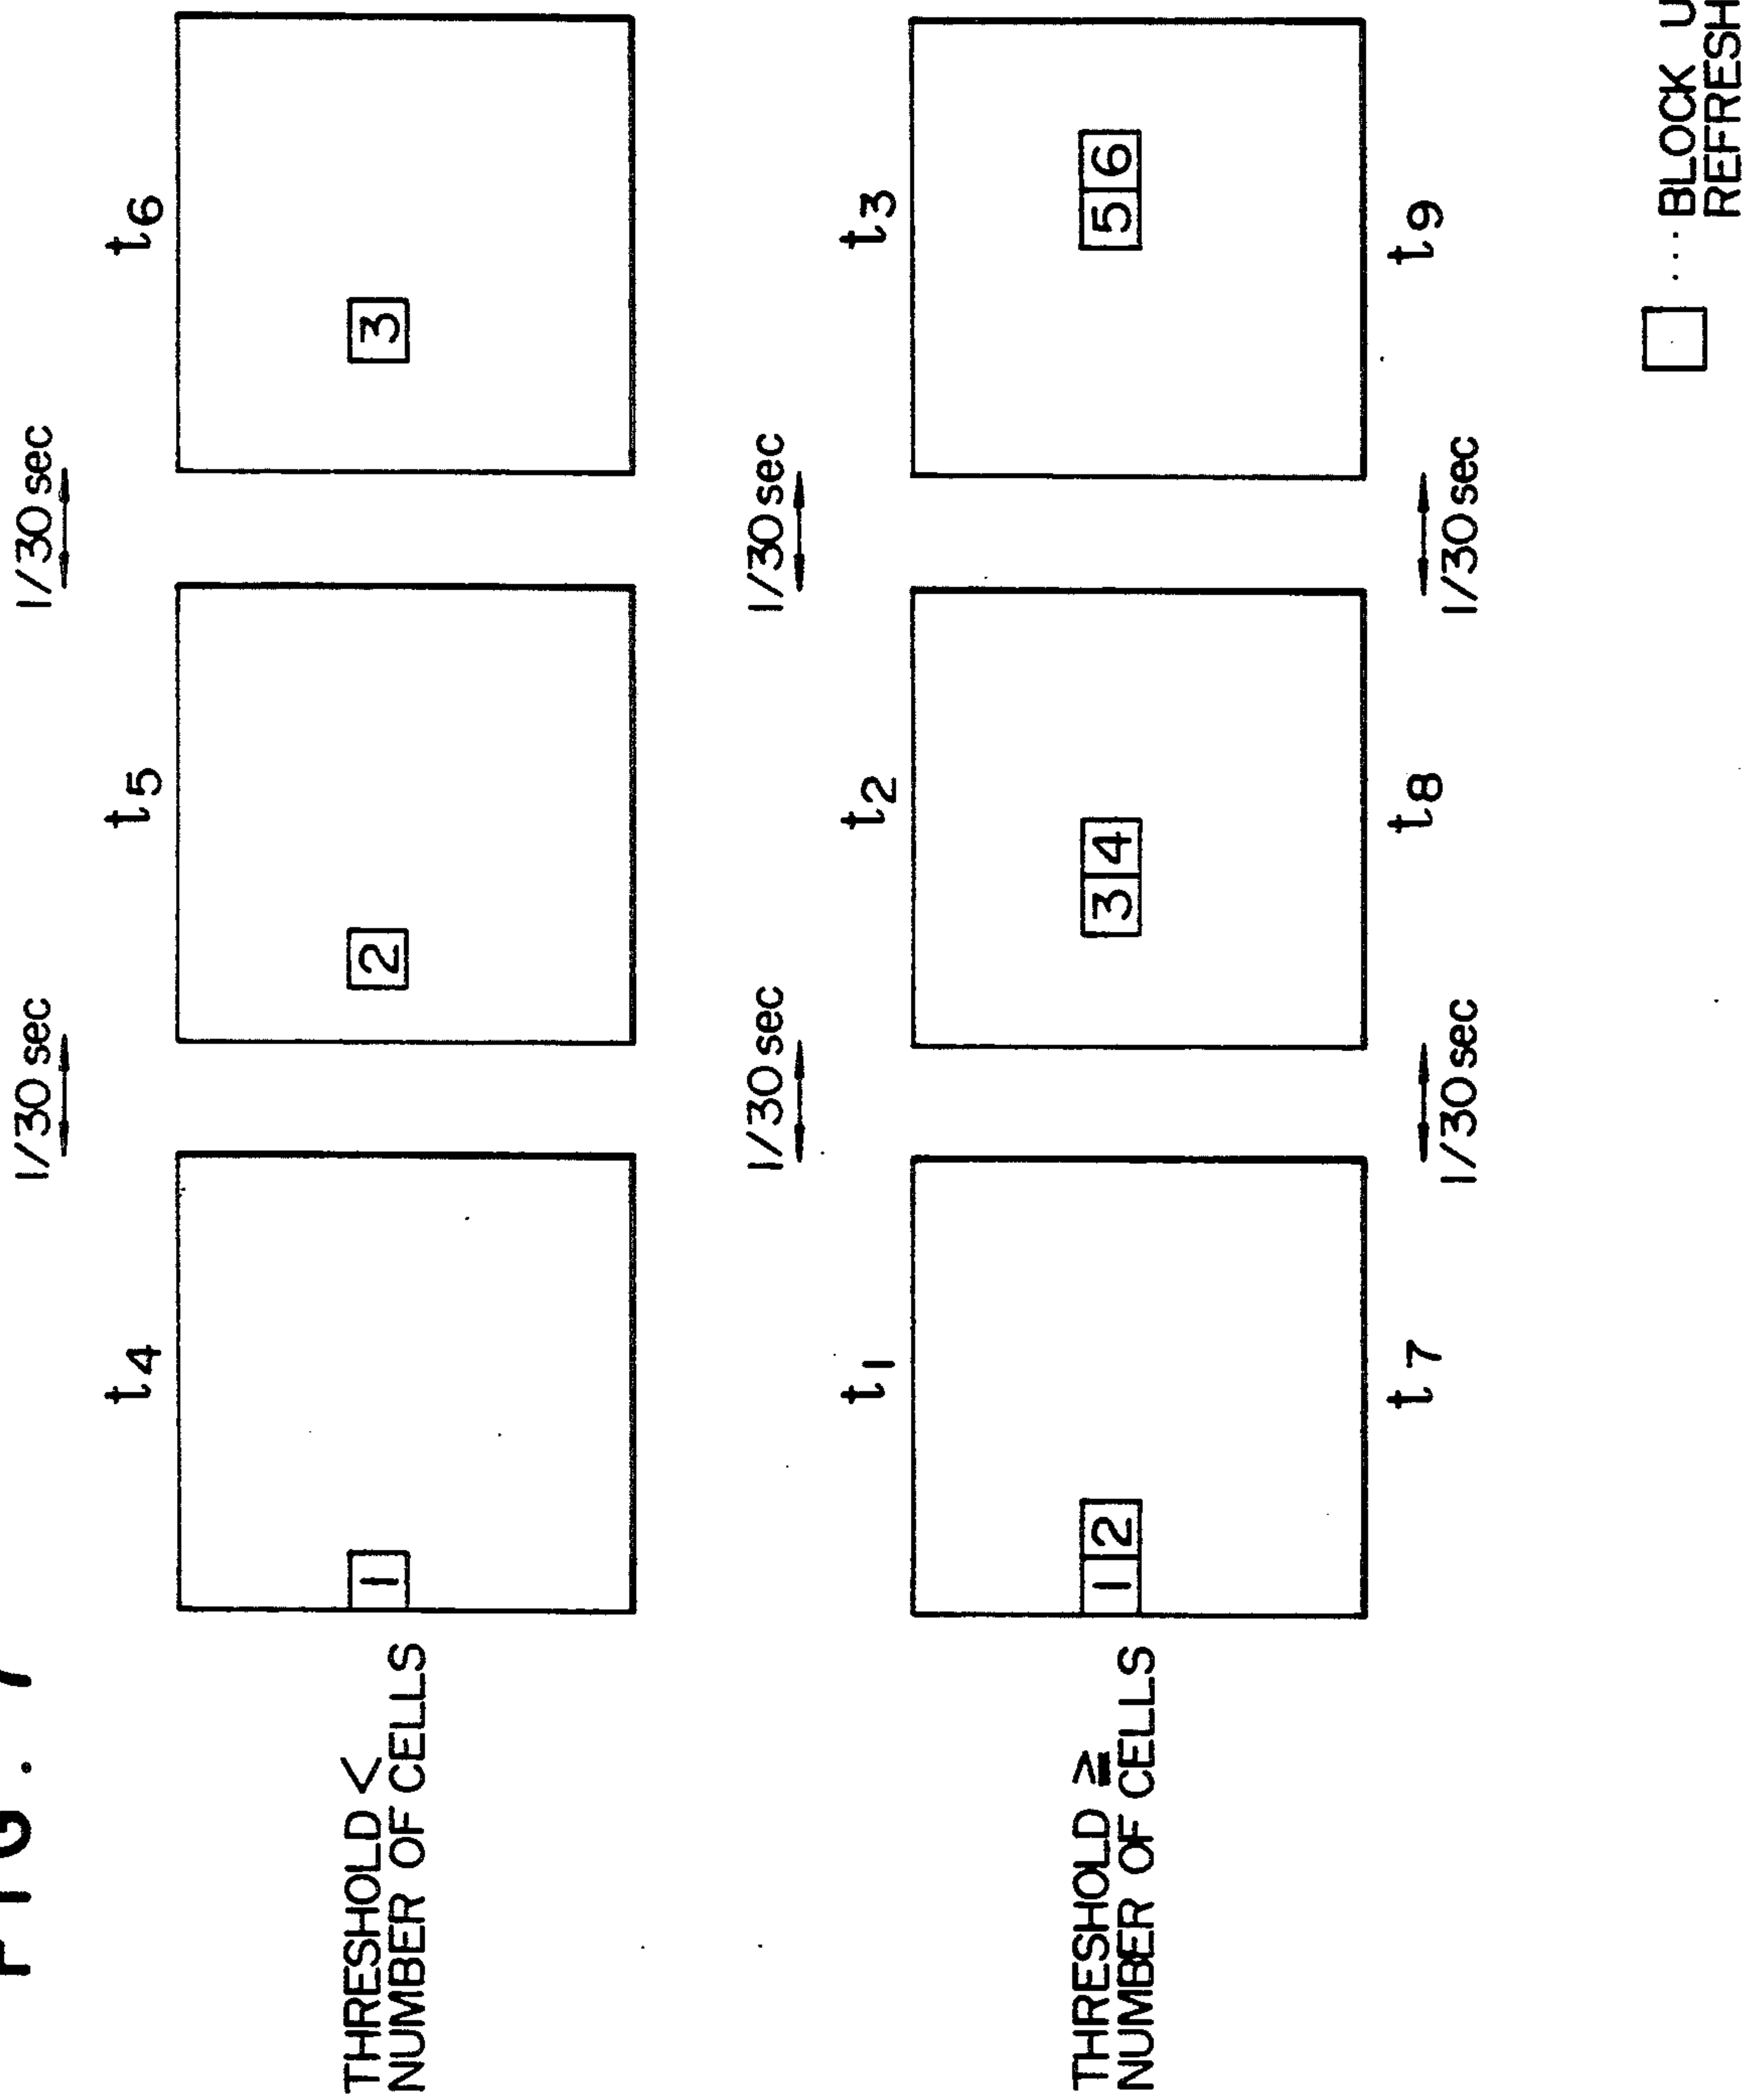 FIG. 7
1/30 sec 1/30 sec
t4 t5 t6
THRESHOLD <
NUMBER OF CELLS
1 2 3
1/30 sec 1/30 sec
t1 t2 t3
THRESHOLD ≧
NUMBER OF CELLS
1 2 3 4 5 6
t7 t8 t9
1/30 sec 1/30 sec
... BLOCK
REFRESH